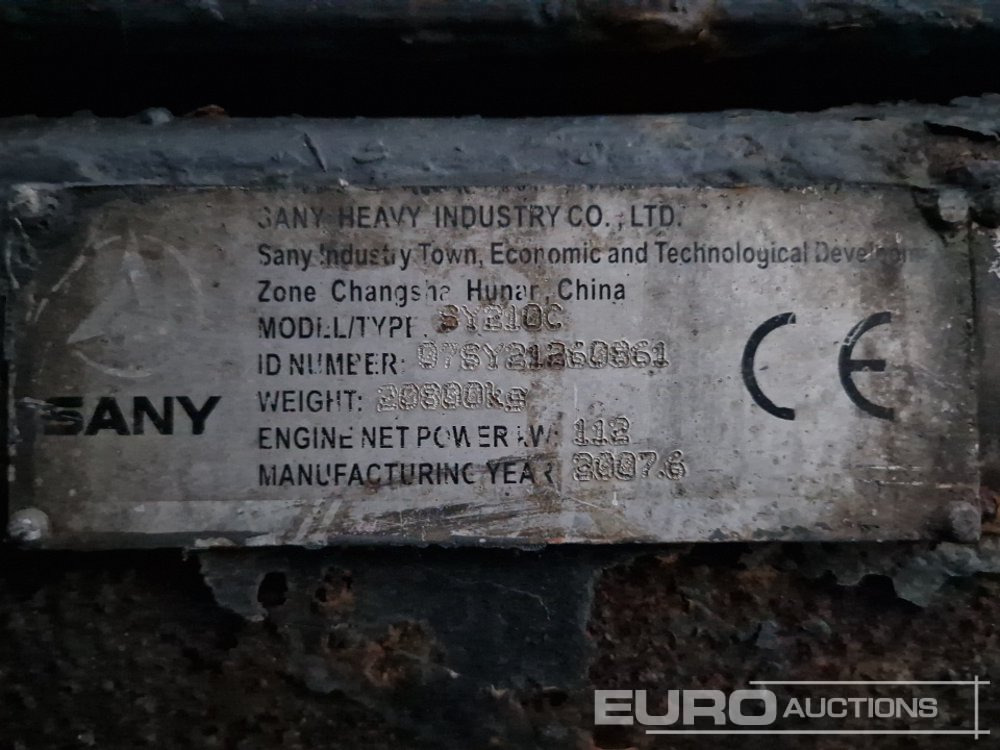 SANY HEAVY INDUSTRY CO.,LTD.
Sany Industry Town, Economic and Technological
Zone Changsha Hunan, China
MODEL/TYPE: SY210C
ID NUMBER: 07SY21260861
WEIGHT: 20800kg
ENGINE NET POWER kW: 112
MANUFACTURING YEAR: 2007.6
SANY
CE
EURO AUCTIONS